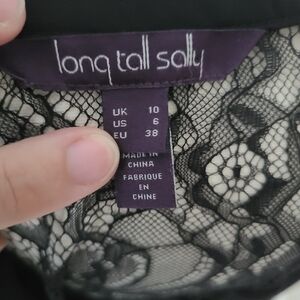 long tall sally
UK 10
US 6
EU 38
MADE IN
CHINA
FABRIQUE
EN
CHINE